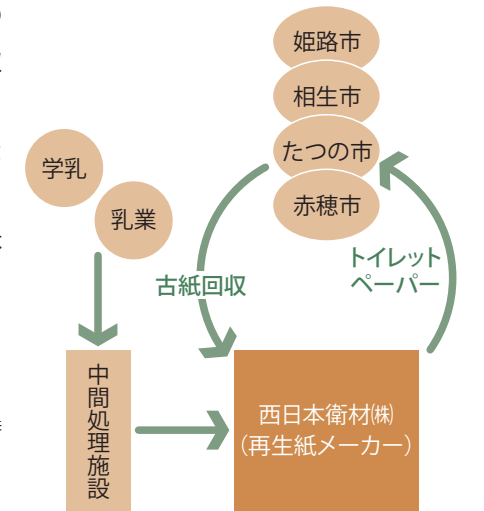 姫路市
相生市
たつの市
赤穂市
学乳
乳業
古紙回収
トイレット
ペーパー
中間処理施設
西日本衛材㈱
（再生紙メーカー）